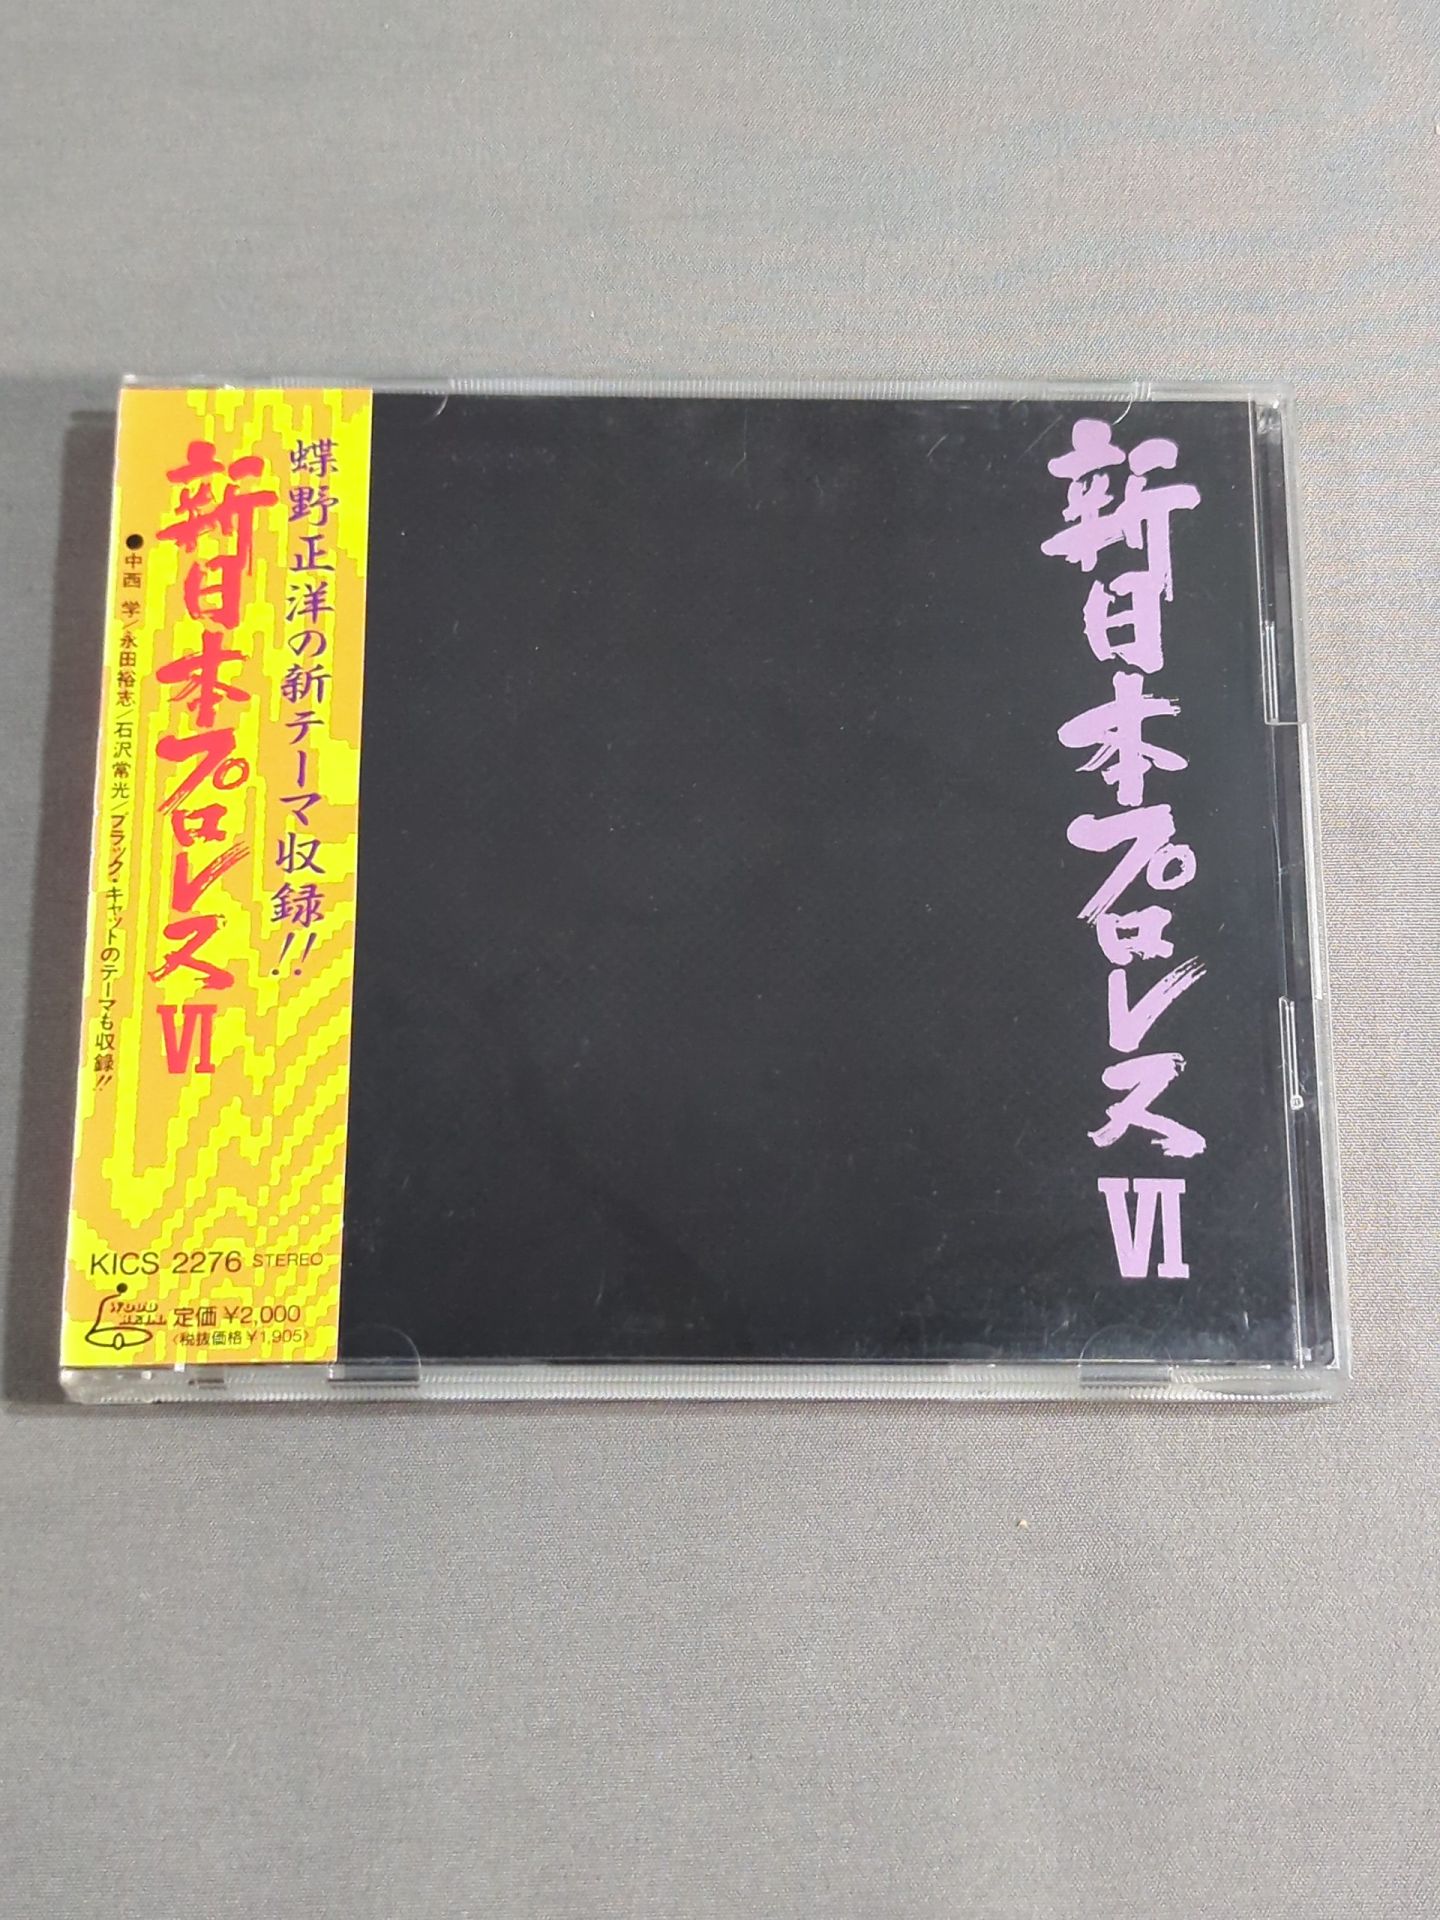 蝶野正洋の新テーマ収録!!
新日本プロレス VI
●中西 学/永田裕志/石沢常光/ブラック・キャットのテーマも収録!!
KICS 2276 STEREO
WOOD BELL
定価 ¥2,000
〈税抜価格 ¥1,905〉
新日本プロレス VI